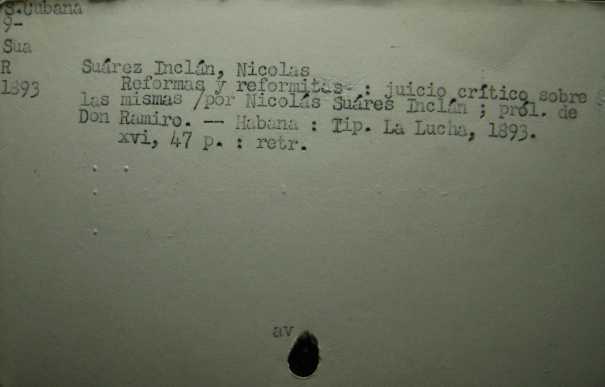 S.Cubana
9-
Sua
R Suárez Inclán, Nicolas
1893 Reformas y reformitas : juicio crítico sobre
las mismas /por Nicolás Suáres Inclán ; pról. de
Don Ramiro. -- Habana : Tip. La Lucha, 1893.
xvi, 47 p. : retr.
av